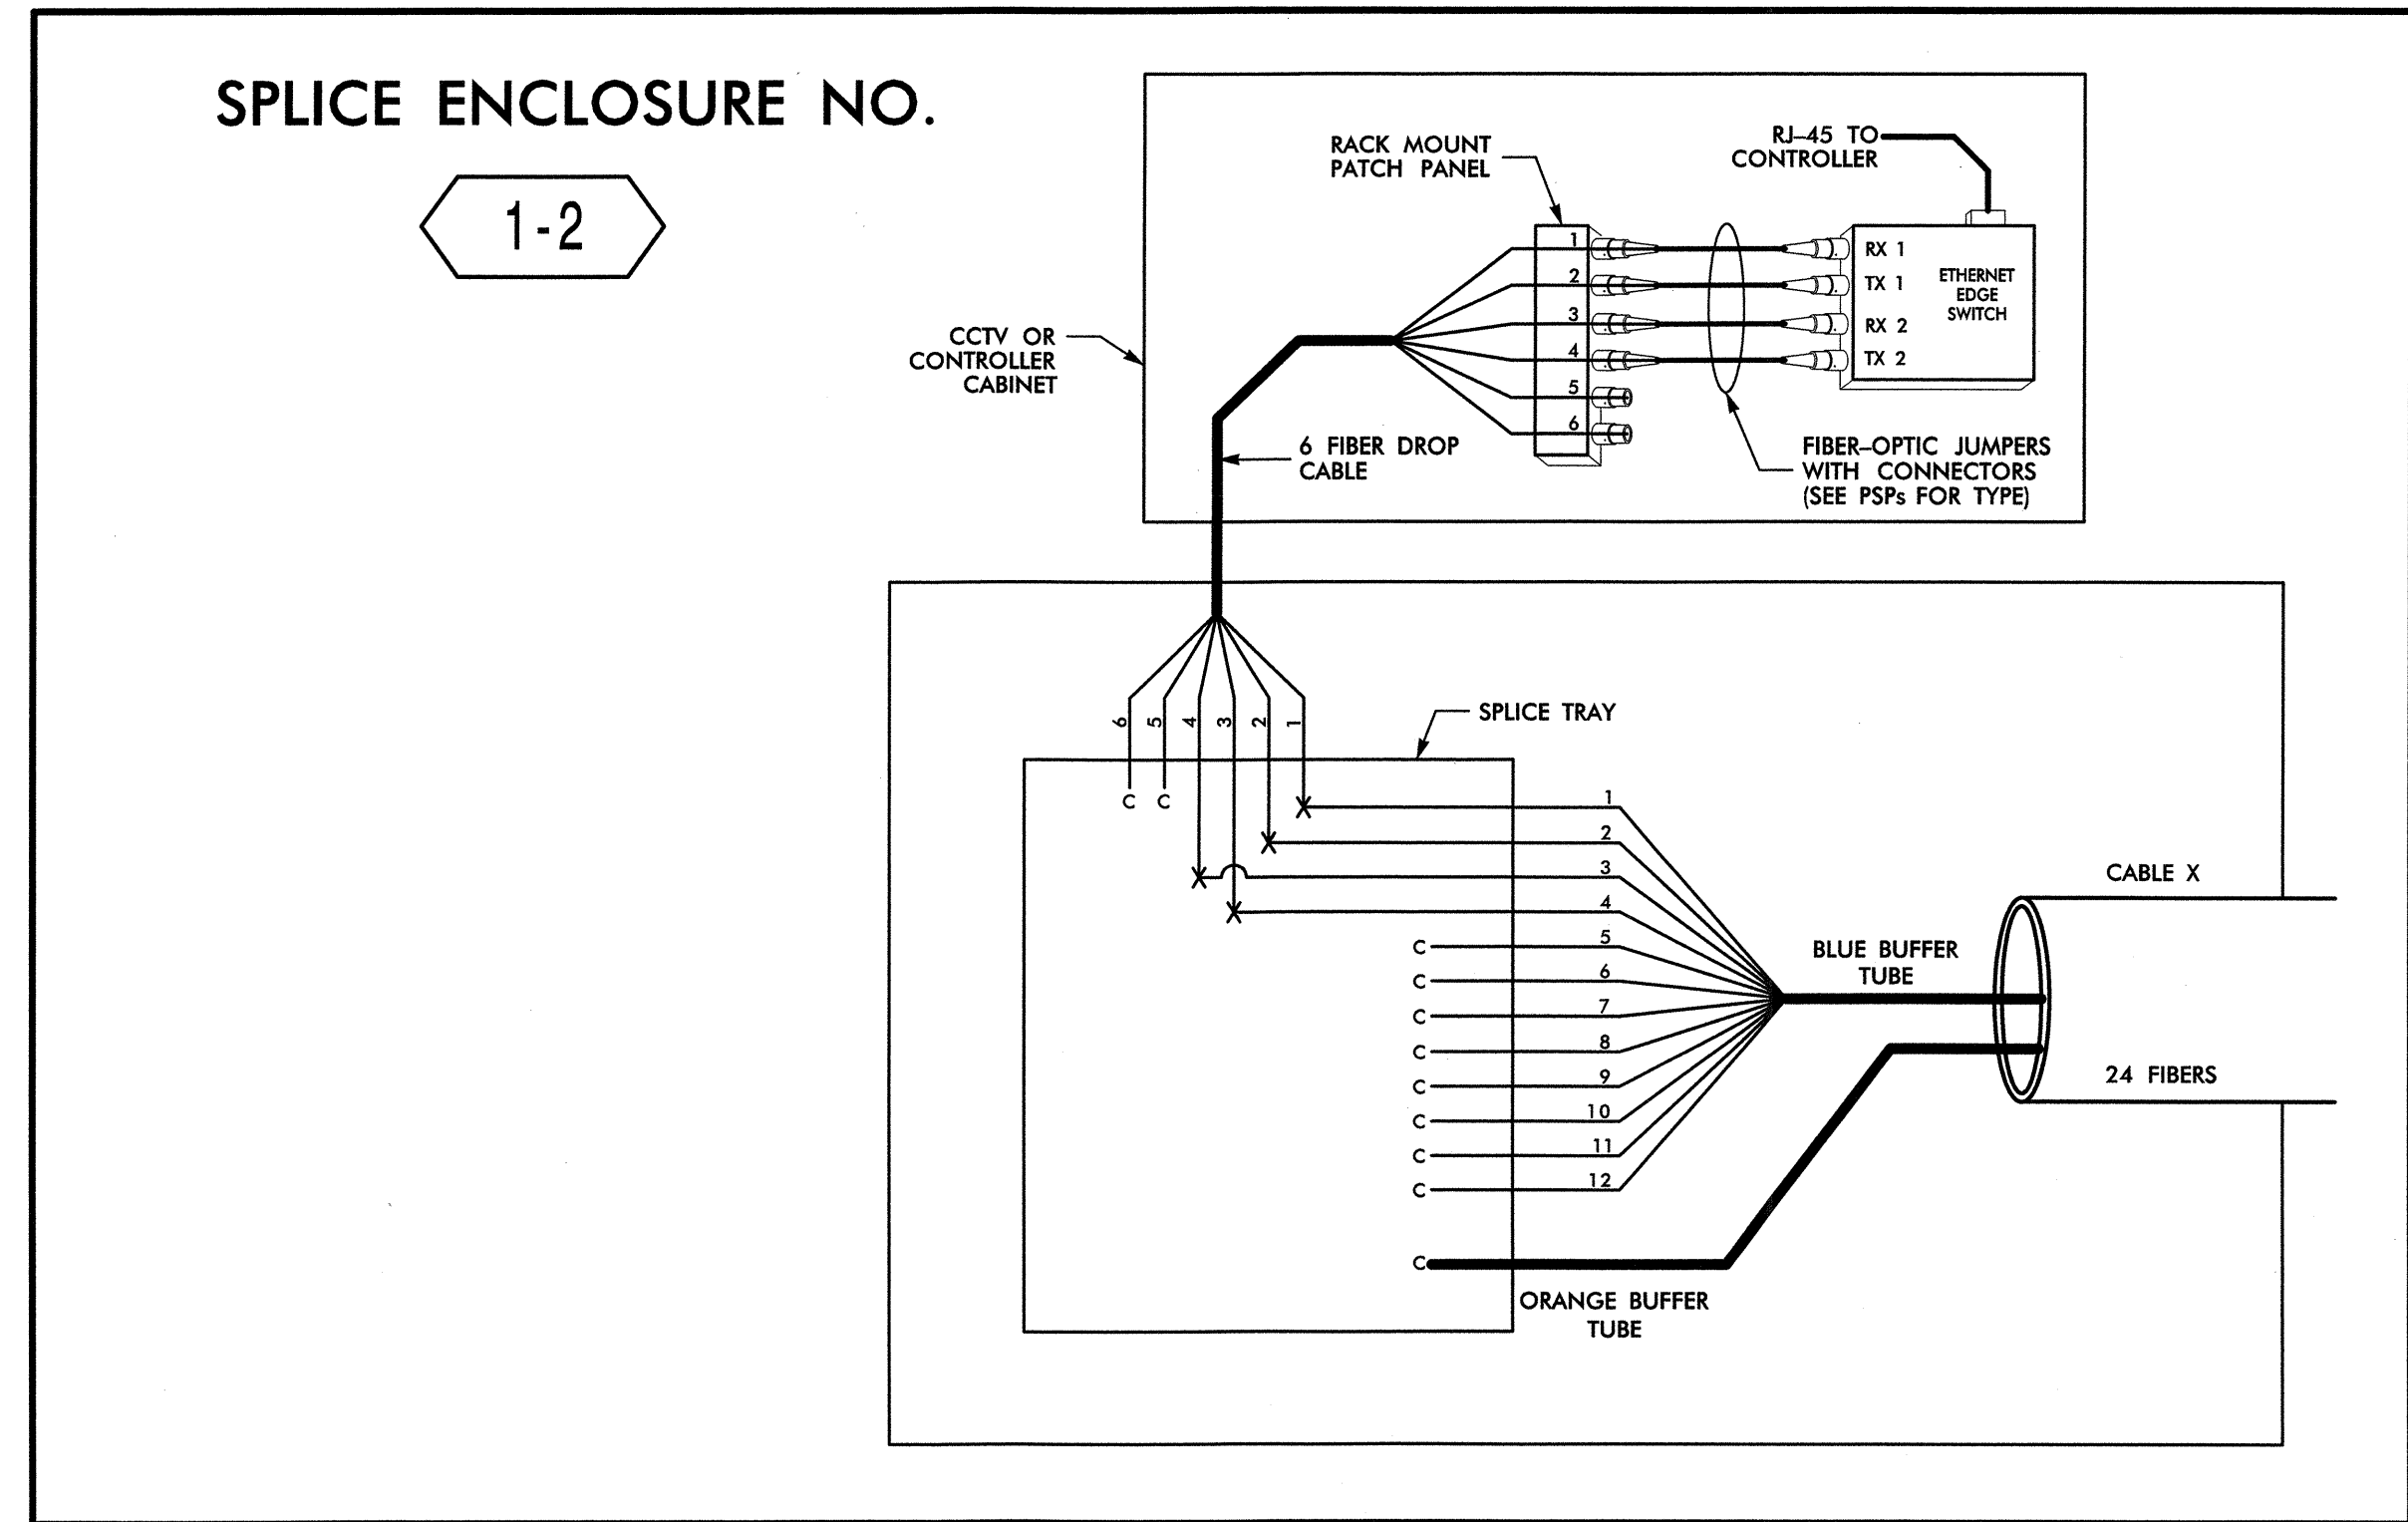 SPLICE ENCLOSURE NO.
1-2
RACK MOUNT
PATCH PANEL
RJ-45 TO
CONTROLLER
1
2
3
4
5
6
RX 1
TX 1
RX 2
TX 2
ETHERNET
EDGE
SWITCH
CCTV OR
CONTROLLER
CABINET
6 FIBER DROP
CABLE
FIBER-OPTIC JUMPERS
WITH CONNECTORS
(SEE PSPs FOR TYPE)
6 5 4 3 2 1
SPLICE TRAY
C C
1
2
3
4
C 5
C 6
C 7
C 8
C 9
C 10
C 11
C 12
CABLE X
BLUE BUFFER
TUBE
24 FIBERS
C
ORANGE BUFFER
TUBE